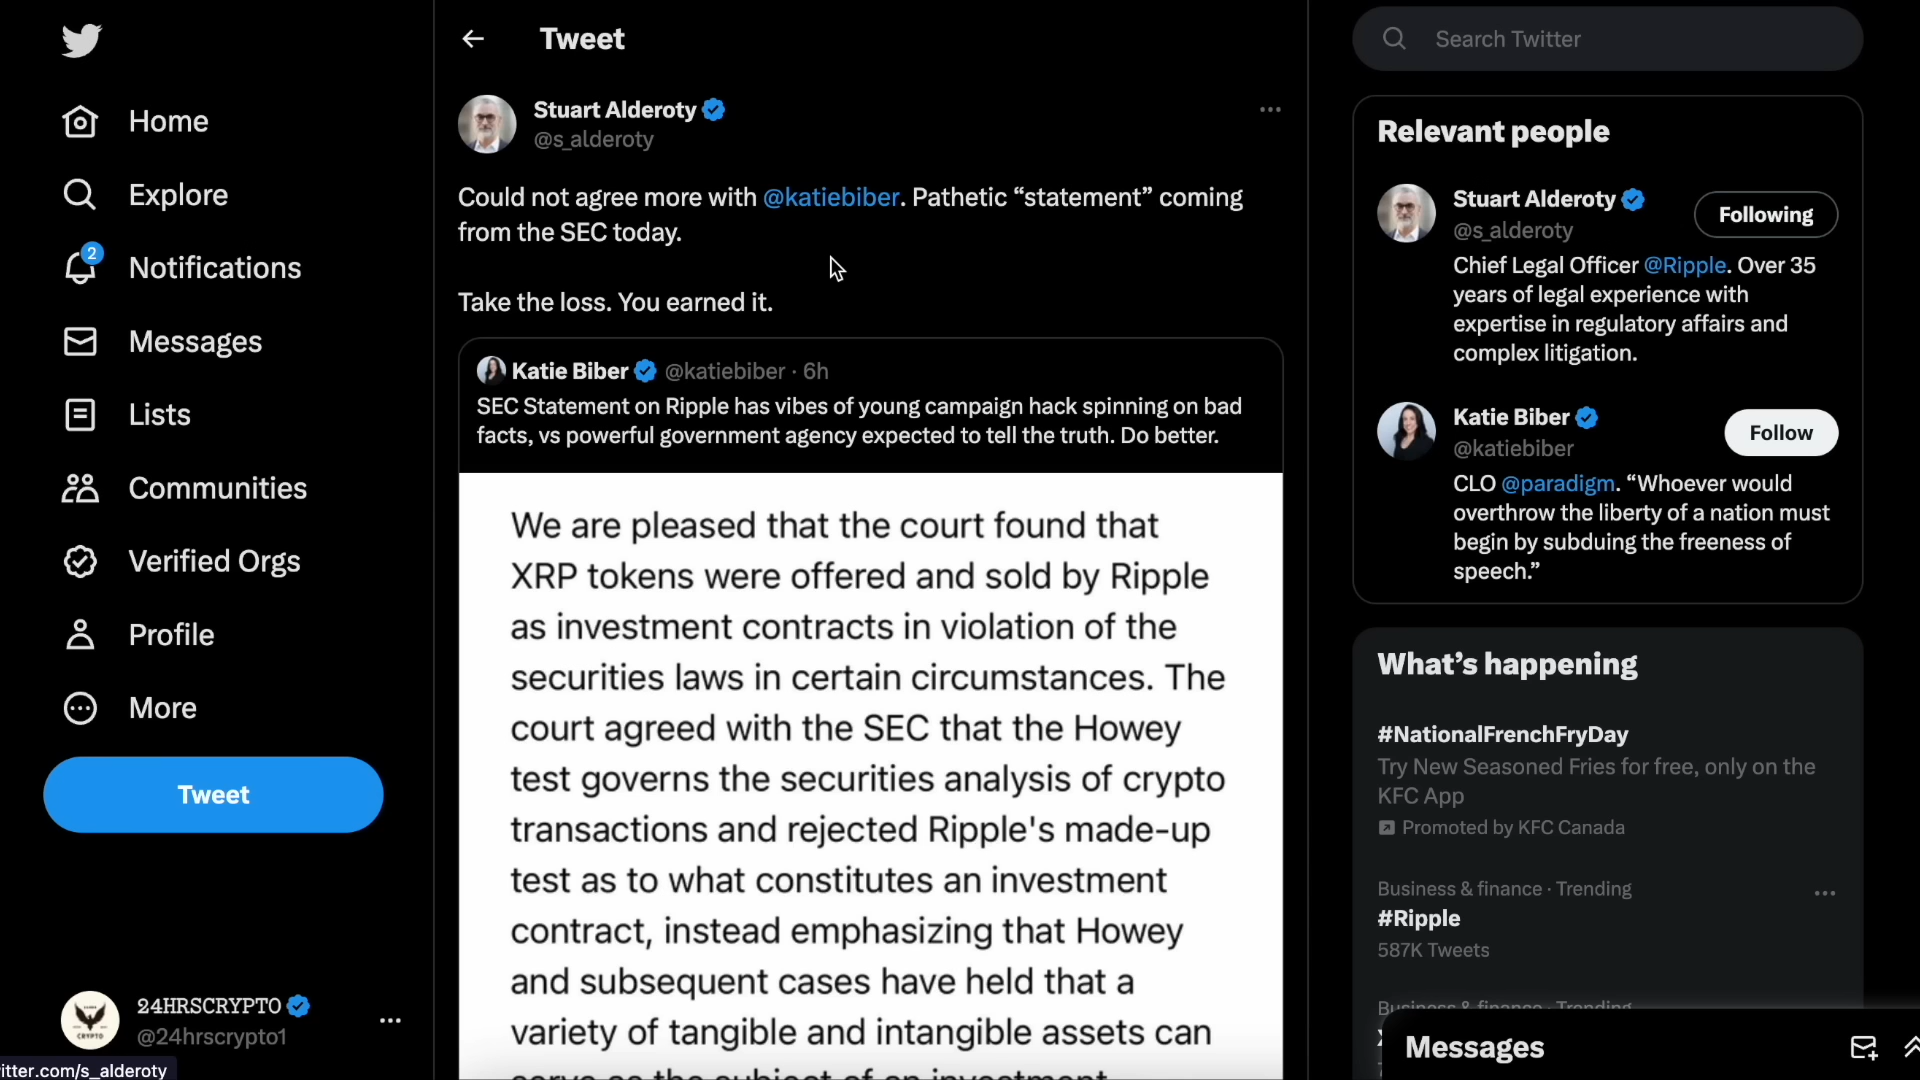 Home
Explore
2
Notifications
Messages
Lists
Communities
Verified Orgs
Profile
More
Tweet
24HRSCRYPTO
@24hrscrypto1
itter.com/s_alderoty
Tweet
Stuart Alderoty
@s_alderoty
Could not agree more with @katiebiber. Pathetic “statement” coming
from the SEC today.
Take the loss. You earned it.
Katie Biber @katiebiber · 6h
SEC Statement on Ripple has vibes of young campaign hack spinning on bad
facts, vs powerful government agency expected to tell the truth. Do better.
We are pleased that the court found that
XRP tokens were offered and sold by Ripple
as investment contracts in violation of the
securities laws in certain circumstances. The
court agreed with the SEC that the Howey
test governs the securities analysis of crypto
transactions and rejected Ripple's made-up
test as to what constitutes an investment
contract, instead emphasizing that Howey
and subsequent cases have held that a
variety of tangible and intangible assets can
serve as the subject of an investment
Search Twitter
Relevant people
Stuart Alderoty
Following
@s_alderoty
Chief Legal Officer @Ripple. Over 35
years of legal experience with
expertise in regulatory affairs and
complex litigation.
Katie Biber
Follow
@katiebiber
CLO @paradigm. “Whoever would
overthrow the liberty of a nation must
begin by subduing the freeness of
speech.”
What’s happening
#NationalFrenchFryDay
Try New Seasoned Fries for free, only on the
KFC App
Promoted by KFC Canada
Business & finance · Trending
#Ripple
587K Tweets
Business & finance · Trending
Messages